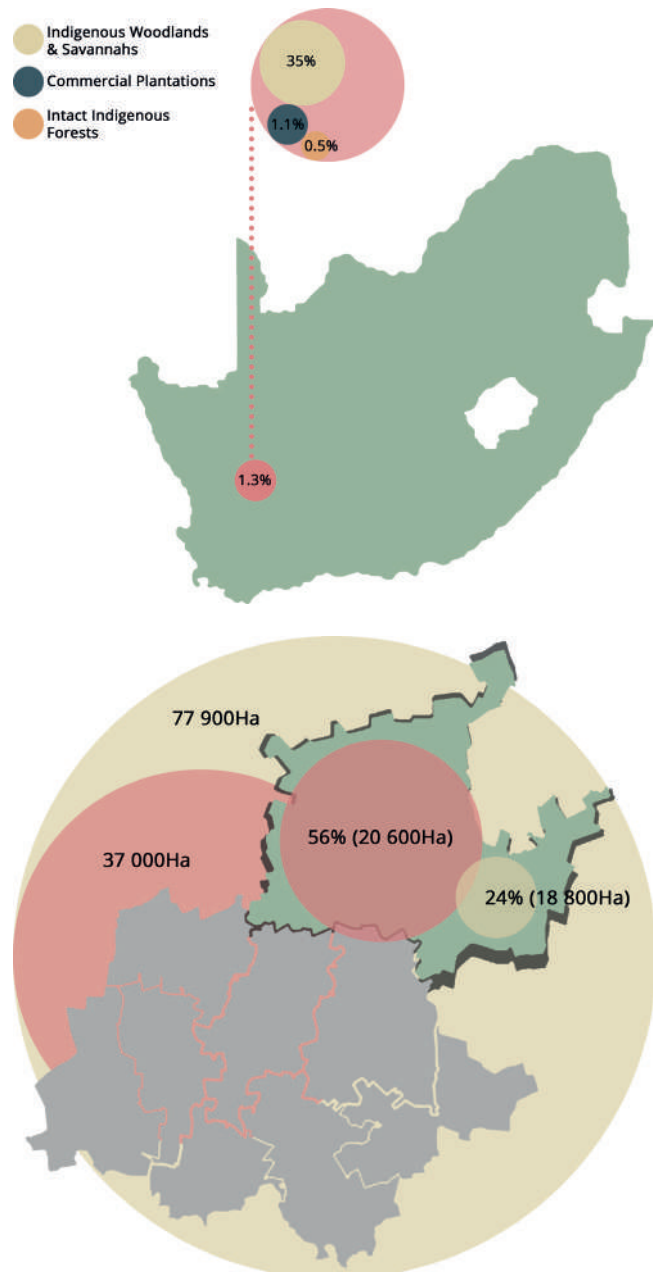 Indigenous Woodlands
& Savannahs
Commercial Plantations
Intact Indigenous
Forests
35%
1.1%
0.5%
1.3%
77 900Ha
37 000Ha
56% (20 600Ha)
24% (18 800Ha)